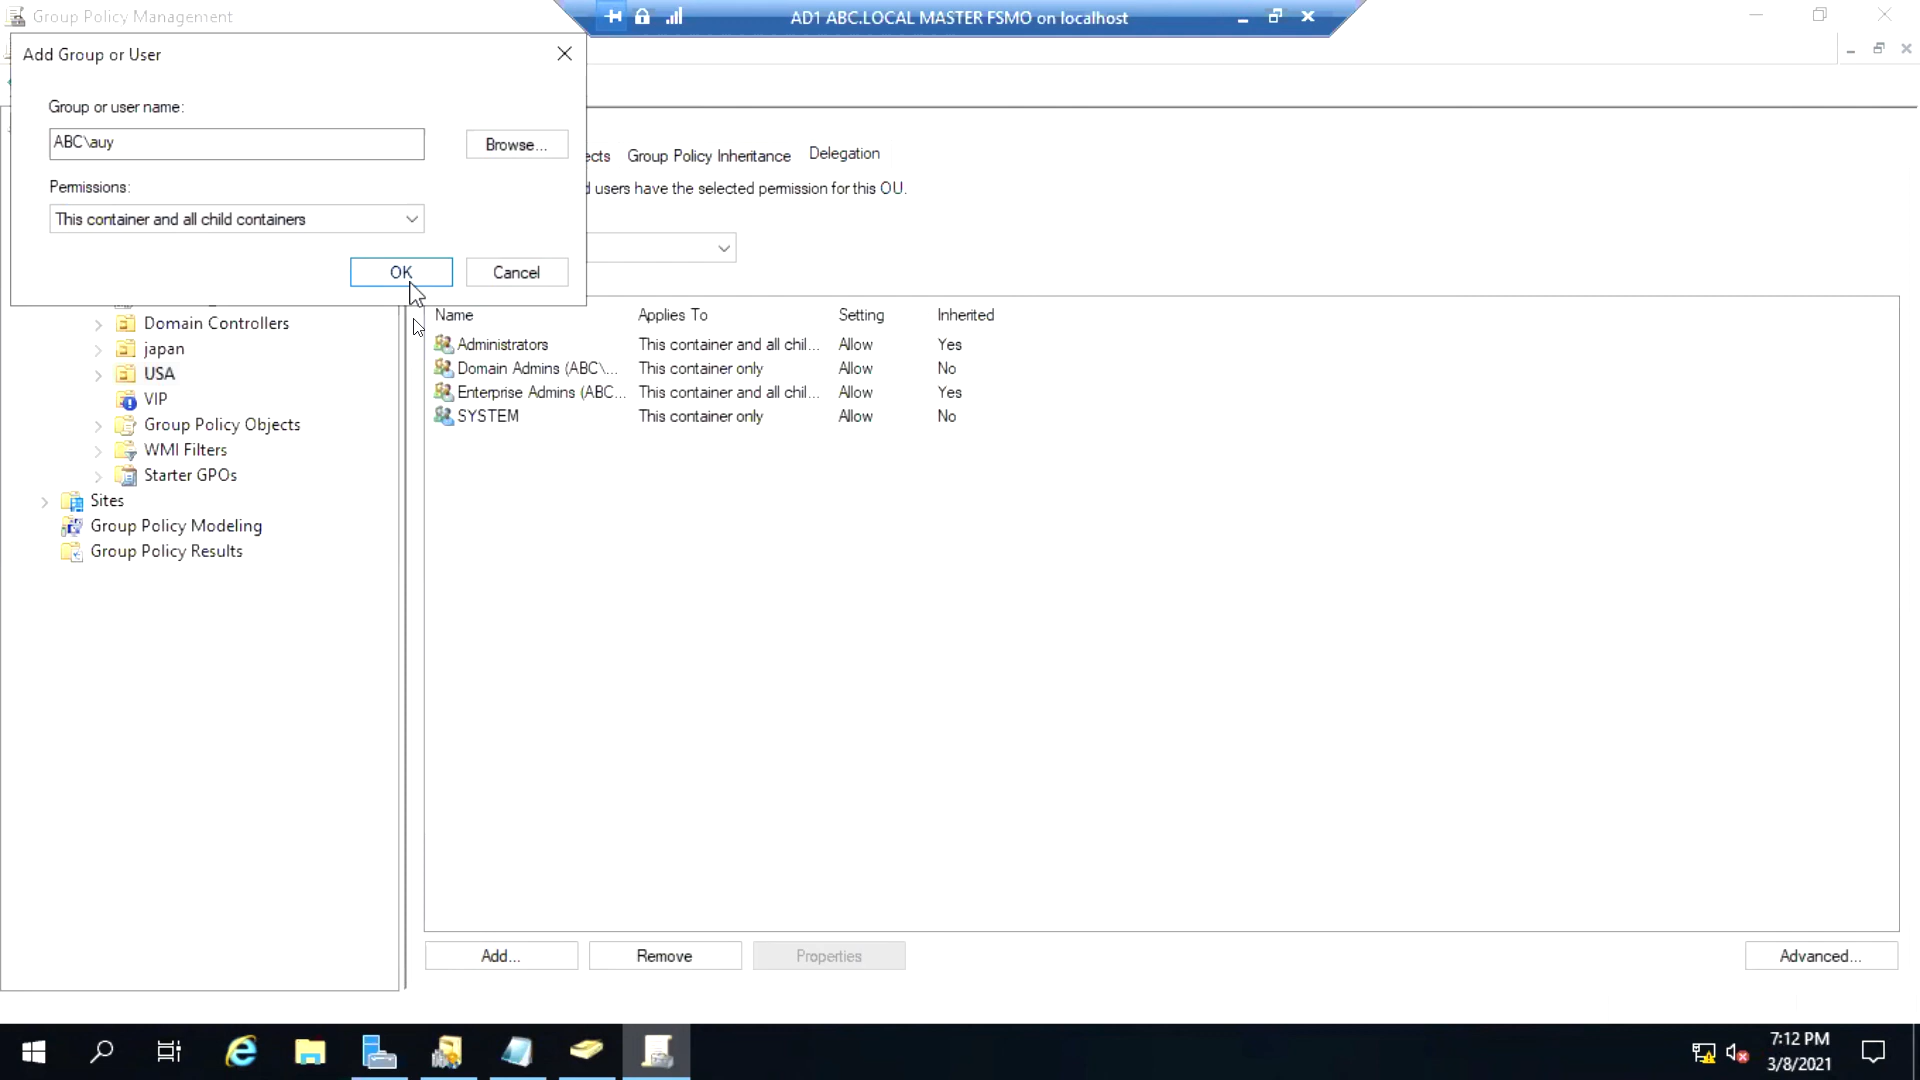 Group Policy Management
AD1 ABC.LOCAL MASTER FSMO on localhost
Add Group or User
Group or user name:
ABC\auy
Browse...
Permissions:
This container and all child containers
OK
Cancel
ects
Group Policy Inheritance
Delegation
d users have the selected permission for this OU.
Domain Controllers
japan
USA
VIP
Group Policy Objects
WMI Filters
Starter GPOs
Sites
Group Policy Modeling
Group Policy Results
Name Applies To Setting Inherited
Administrators This container and all chil... Allow Yes
Domain Admins (ABC\... This container only Allow No
Enterprise Admins (ABC... This container and all chil... Allow Yes
SYSTEM This container only Allow No
Add...
Remove
Properties
Advanced...
7:12 PM
3/8/2021